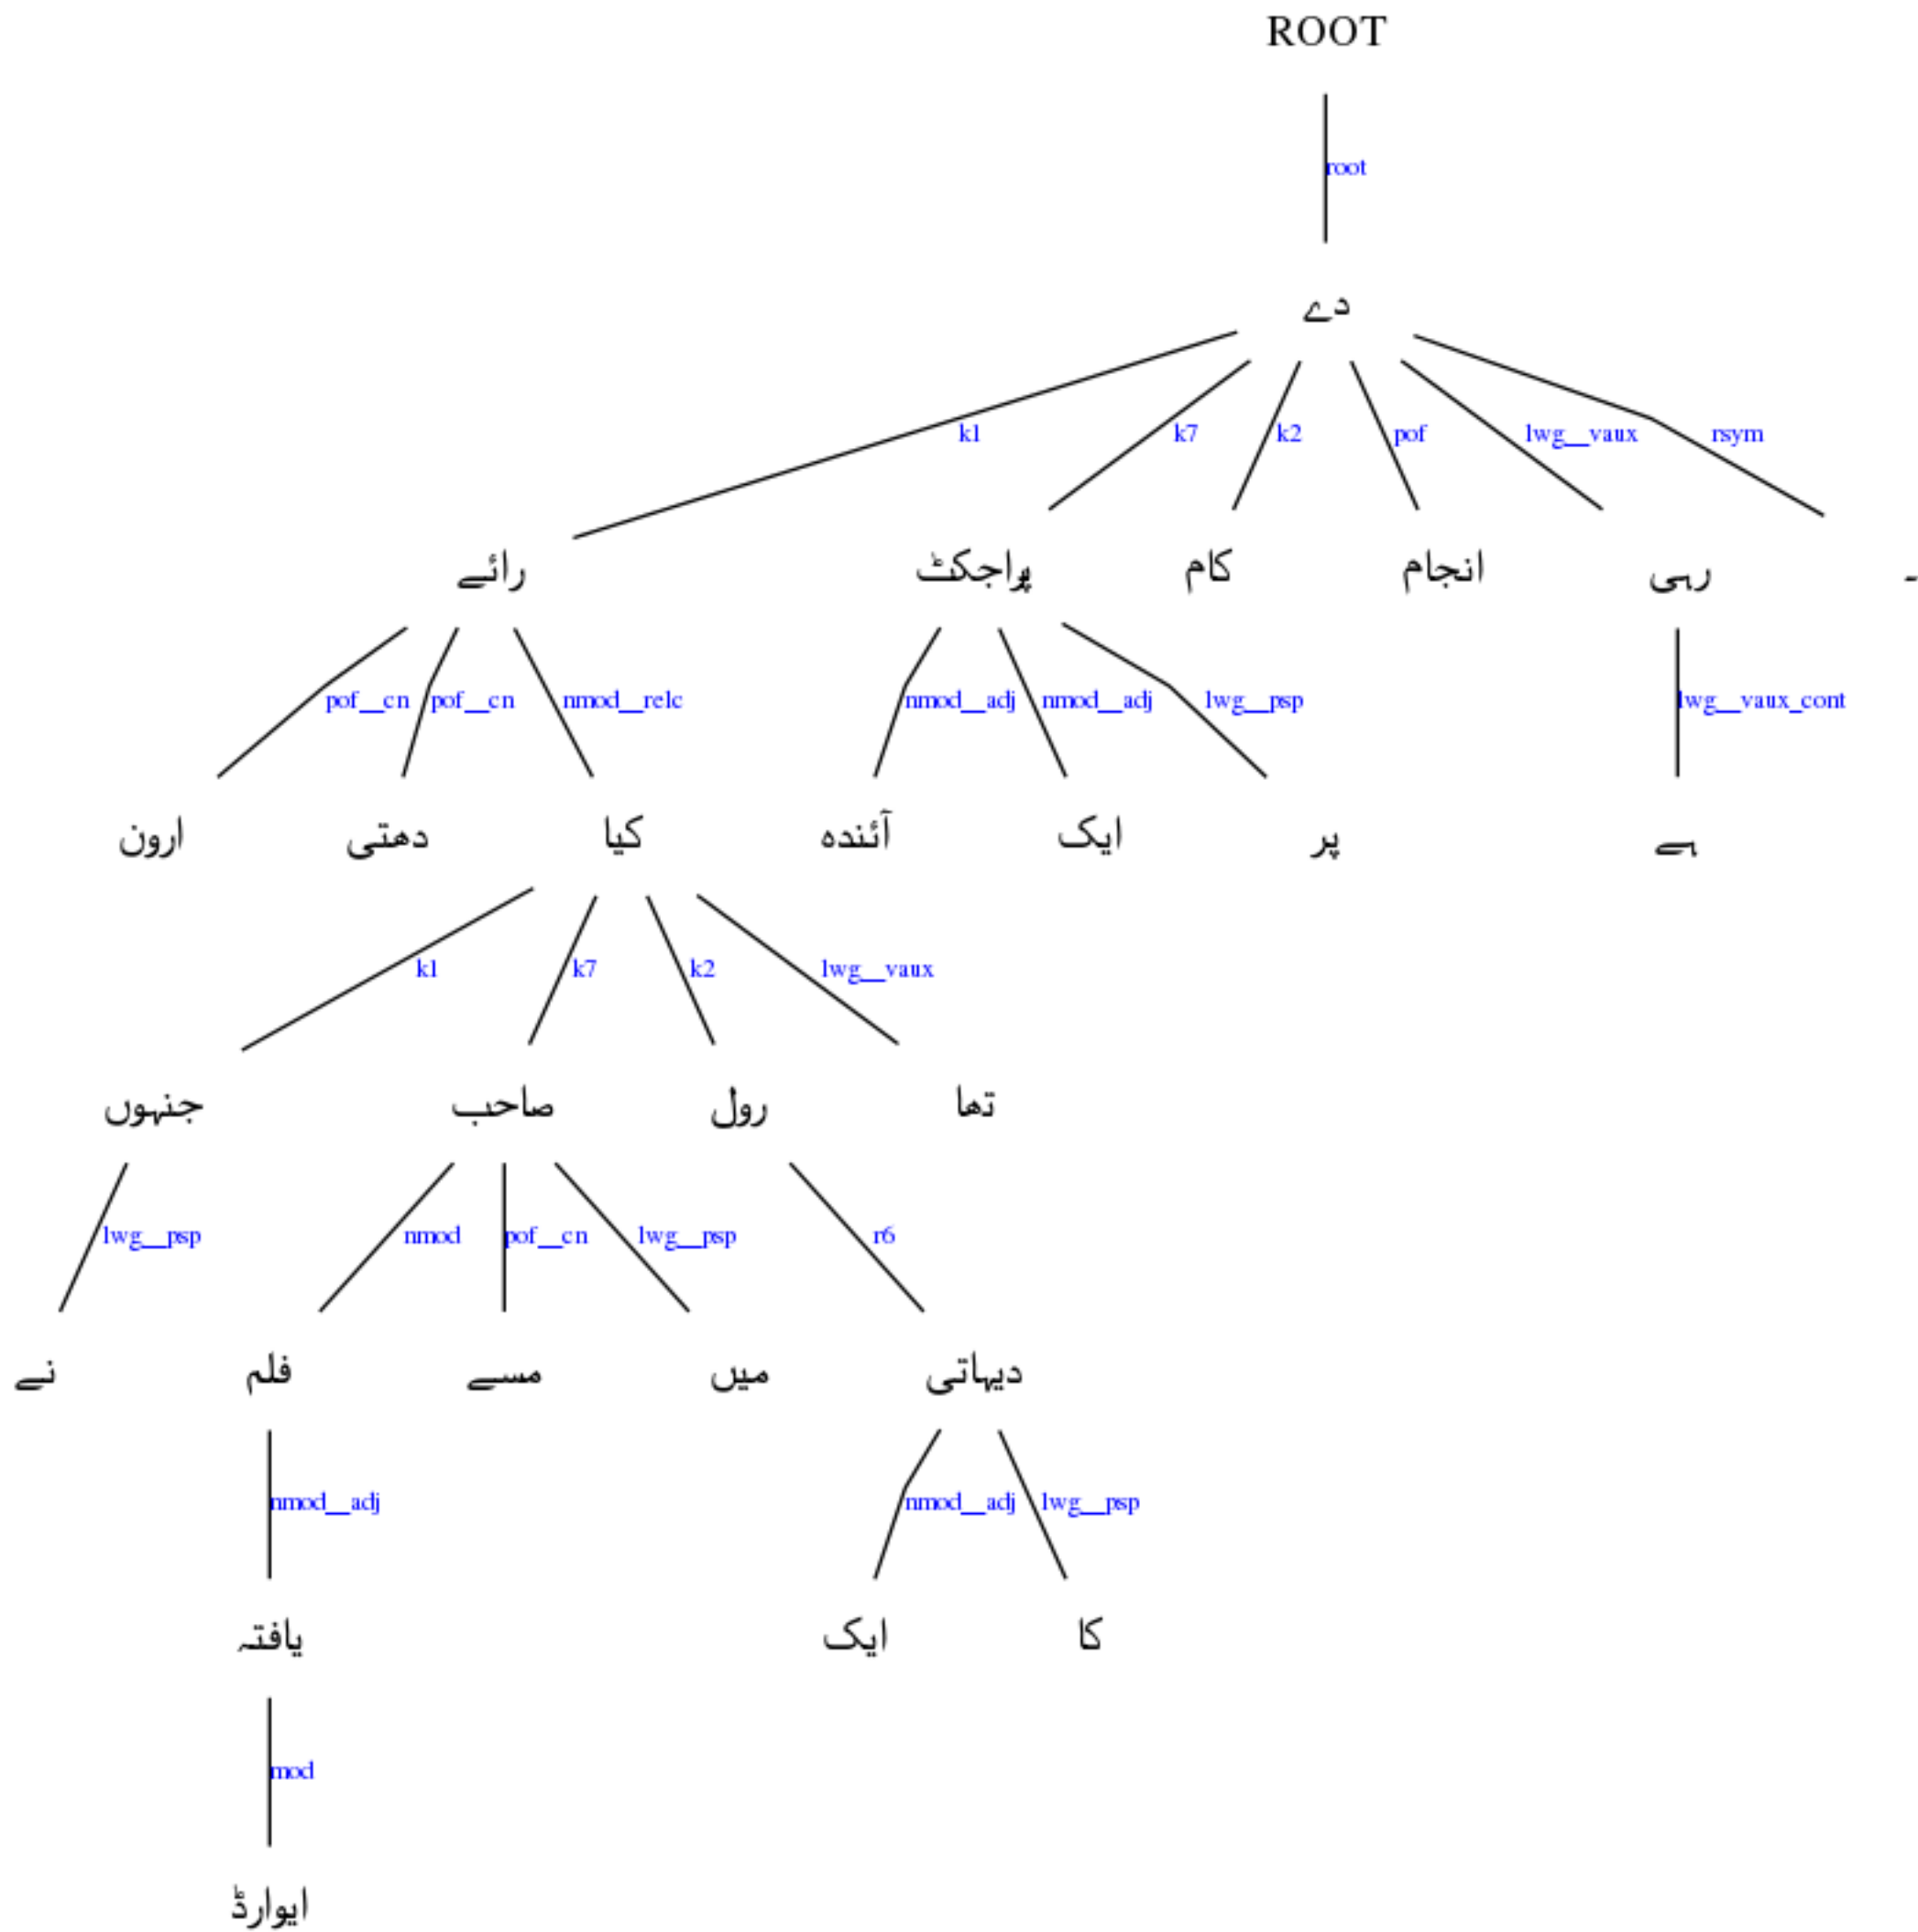 ROOT
root
دے
k1 k7 k2 pof lwg__vaux rsym
رائے پراجکٹ کام انجام رہی ۔
pof__cn pof__cn nmod__relc nmod__adj nmod__adj lwg__psp lwg__vaux_cont
ارون دھتی کیا آئندہ ایک پر ہے
k1 k7 k2 lwg__vaux
جنہوں صاحب رول تھا
lwg__psp nmod pof__cn lwg__psp r6
نے فلم مسے میں دیہاتی
nmod__adj nmod__adj lwg__psp
یافتہ ایک کا
mod
ایوارڈ